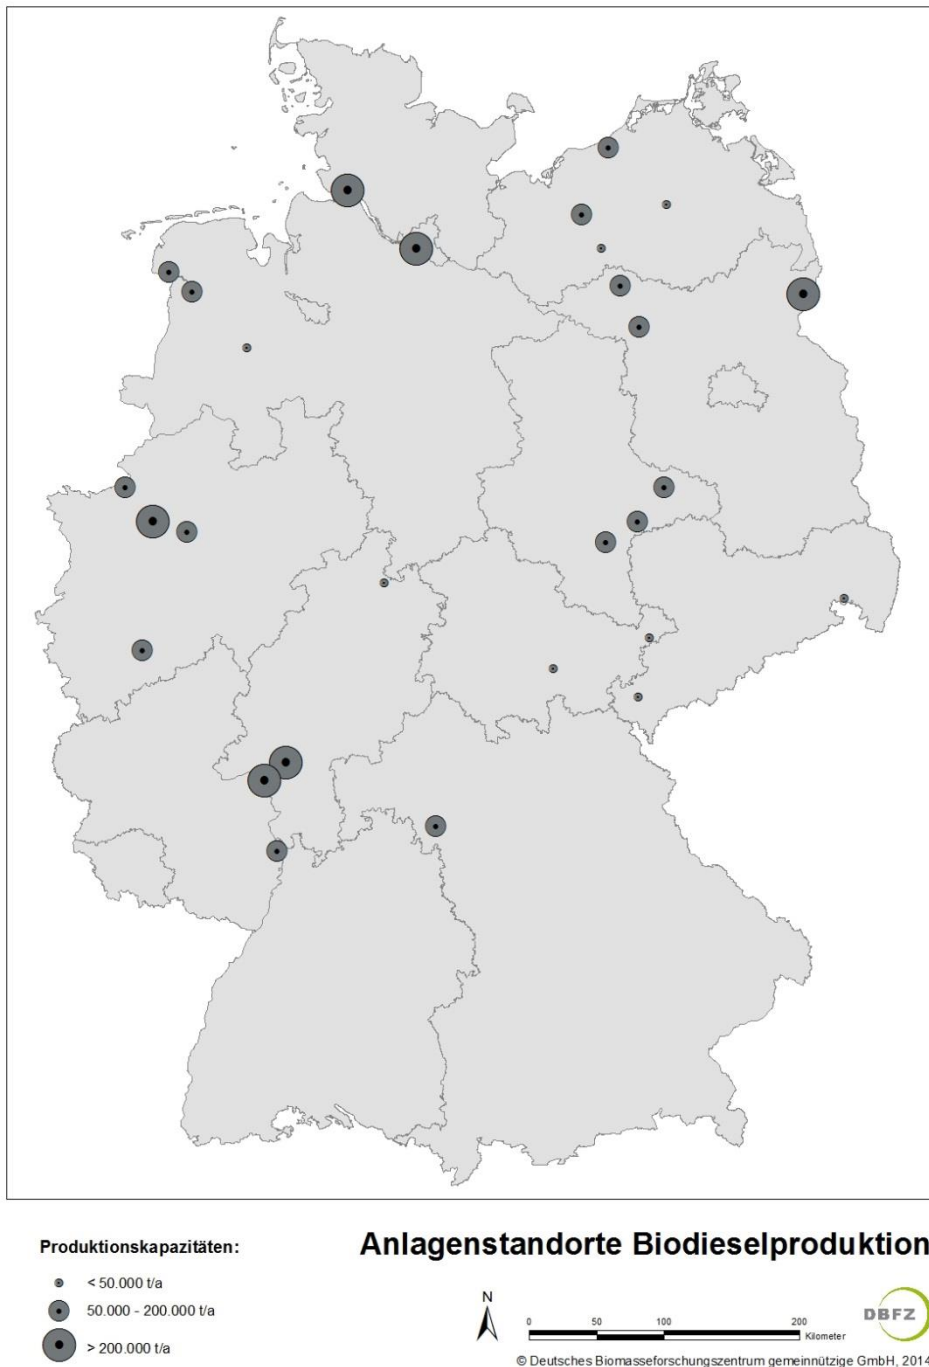 Produktionskapazitäten:
< 50.000 t/a
50.000 - 200.000 t/a
> 200.000 t/a
Anlagenstandorte Biodieselproduktion
N
0 50 100 200
Kilometer
DBFZ
© Deutsches Biomasseforschungszentrum gemeinnützige GmbH, 2014